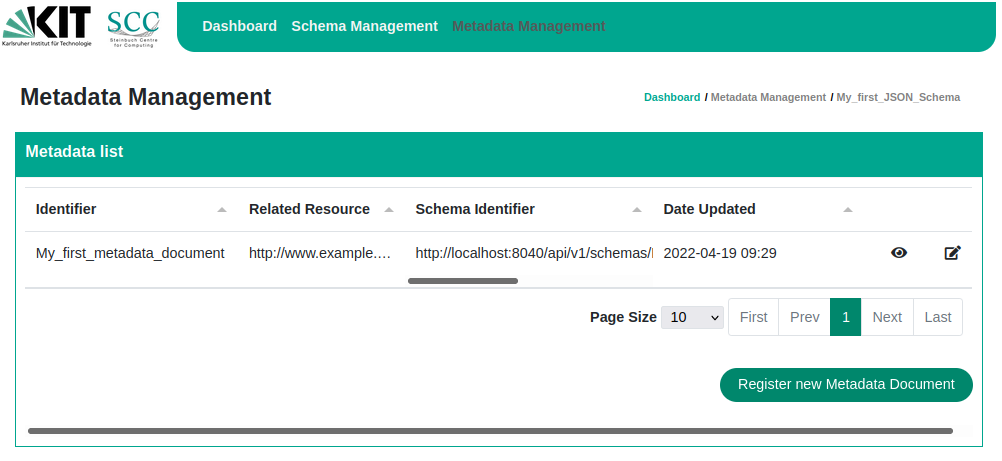 KIT
Karlsruher Institut für Technologie
SCC
Steinbuch Centre
for Computing
Dashboard Schema Management Metadata Management
Metadata Management
Dashboard / Metadata Management / My_first_JSON_Schema
Metadata list
Identifier Related Resource Schema Identifier Date Updated
My_first_metadata_document http://www.example.… http://localhost:8040/api/v1/schemas/ 2022-04-19 09:29
Page Size 10 First Prev 1 Next Last
Register new Metadata Document